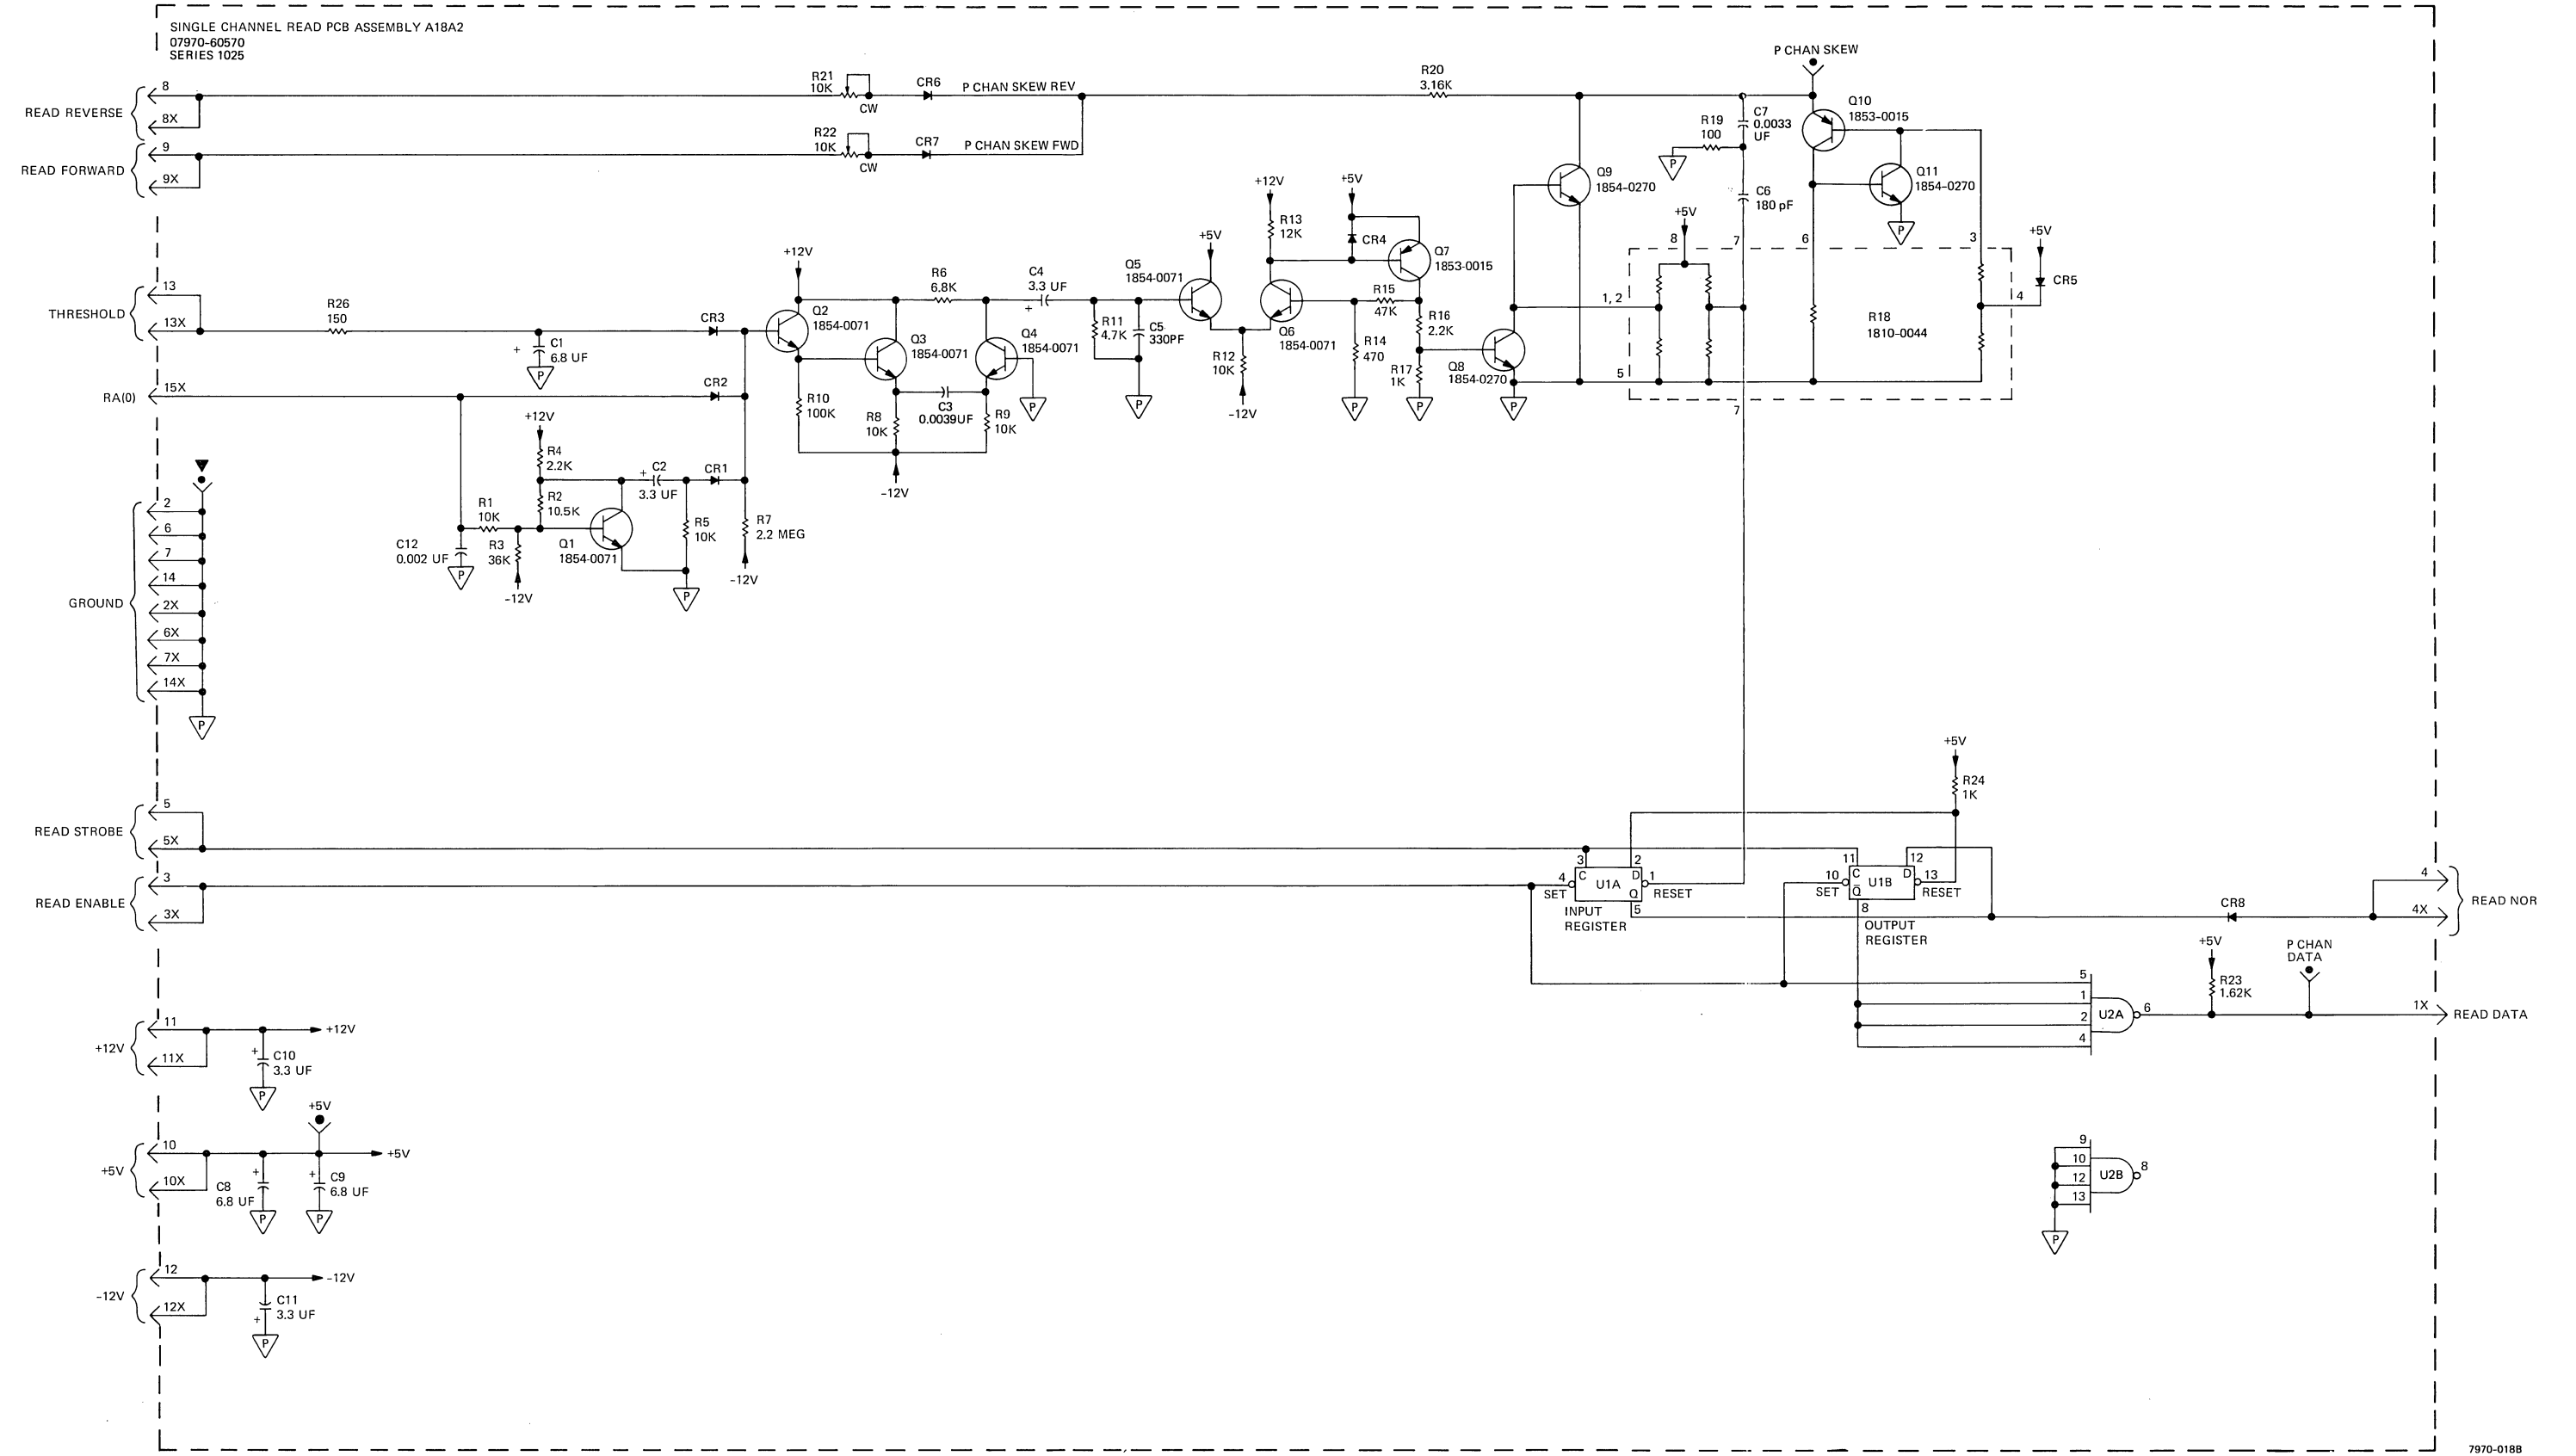 SINGLE CHANNEL READ PCB ASSEMBLY A18A2
07970-60570
SERIES 1025
READ REVERSE
8
8X
READ FORWARD
9
9X
R21
10K
CW
CR6
P CHAN SKEW REV
R22
10K
CW
CR7
P CHAN SKEW FWD
R20
3.16K
P CHAN SKEW
R19
100
P
C7
0.0033
UF
C6
180 pF
Q10
1853-0015
Q11
1854-0270
P
Q9
1854-0270
THRESHOLD
13
13X
R26
150
C1
6.8 UF
+
P
CR3
RA(0)
15X
CR2
+12V
R4
2.2K
R2
10.5K
R1
10K
R3
36K
-12V
C12
0.002 UF
P
Q1
1854-0071
+
C2
3.3 UF
CR1
R5
10K
P
R7
2.2 MEG
-12V
+12V
Q2
1854-0071
R10
100K
Q3
1854-0071
R6
6.8K
Q4
1854-0071
C3
0.0039UF
R8
10K
R9
10K
-12V
P
C4
3.3 UF
+
R11
4.7K
C5
330PF
P
+5V
Q5
1854-0071
R12
10K
-12V
+12V
R13
12K
Q6
1854-0071
+5V
CR4
Q7
1853-0015
R15
47K
R14
470
P
R16
2.2K
R17
1K
P
Q8
1854-0270
P
+5V
8
7
6
3
1, 2
5
7
4
R18
1810-0044
+5V
CR5
GROUND
2
6
7
14
2X
6X
7X
14X
P
READ STROBE
5
5X
READ ENABLE
3
3X
+5V
R24
1K
3
2
4
SET
C
D
U1A
Q
1
RESET
5
INPUT
REGISTER
11
12
10
SET
C
D
U1B
Q̅
13
RESET
8
OUTPUT
REGISTER
CR8
4
4X
READ NOR
5
1
2
4
U2A
6
+5V
R23
1.62K
P CHAN
DATA
1X
READ DATA
+12V
11
11X
+12V
+
C10
3.3 UF
P
+5V
10
10X
+5V
+5V
+
C8
6.8 UF
P
+
C9
6.8 UF
P
-12V
12
12X
-12V
C11
3.3 UF
+
P
9
10
12
13
U2B
8
P
7970-018B